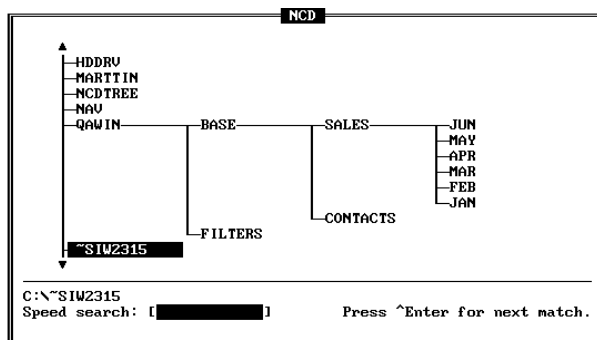 NCD
HDDRV
MARTTIN
NCDTREE
NAV
QAWIN BASE SALES JUN
MAY
APR
MAR
FEB
CONTACTS JAN
FILTERS
~SIW2315
C:\~SIW2315
Speed search: [ ] Press ^Enter for next match.